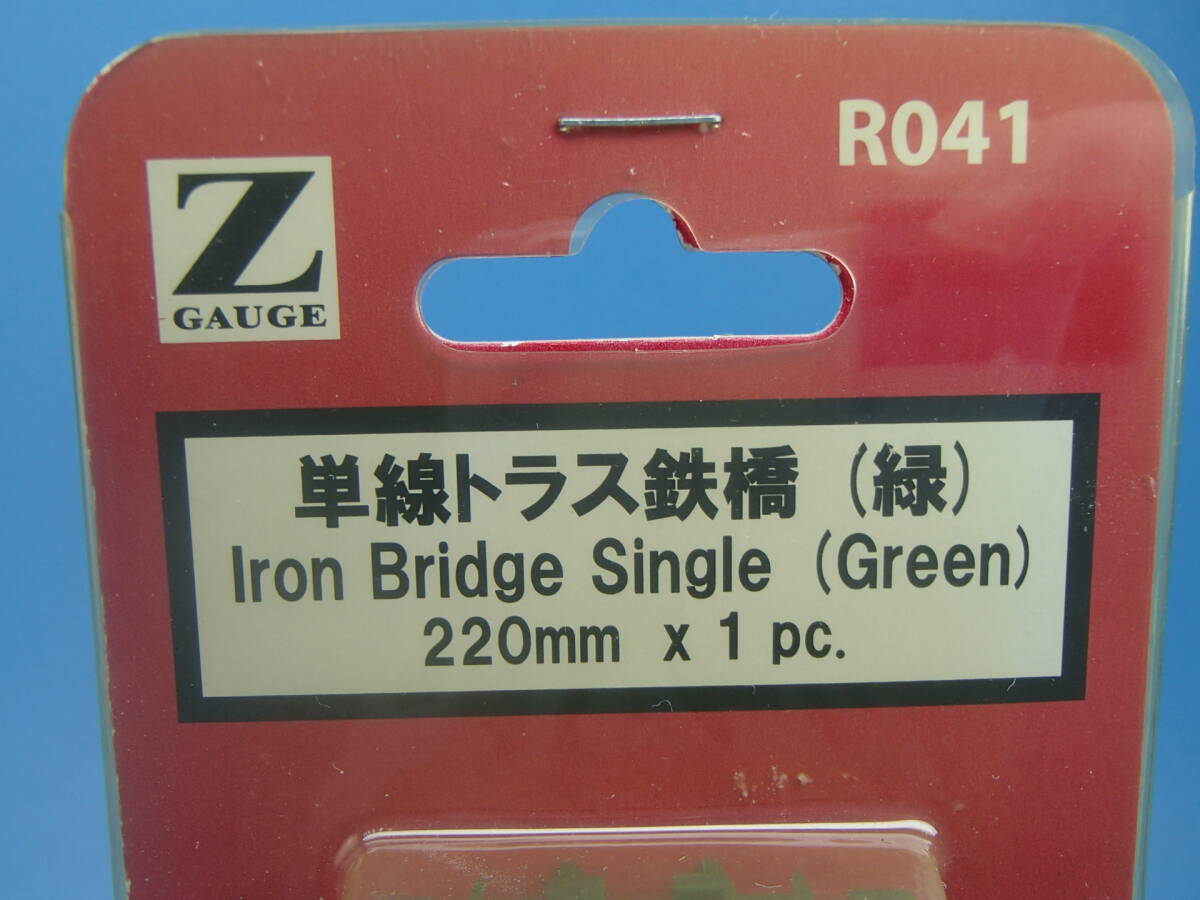 R041
Z
GAUGE
単線トラス鉄橋（緑）
Iron Bridge Single (Green)
220mm x 1 pc.